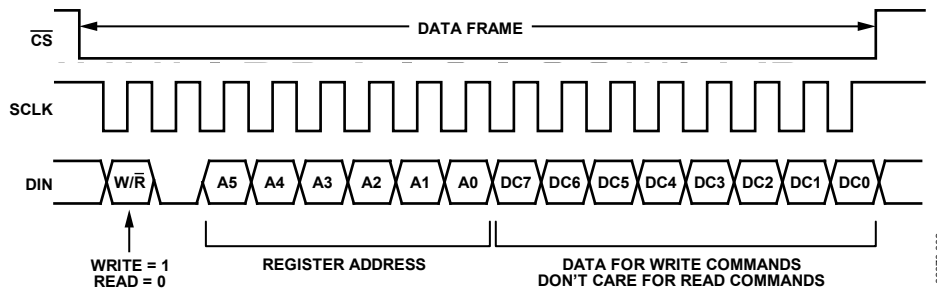 DATA FRAME
CS
SCLK
DIN
W/R A5 A4 A3 A2 A1 A0 DC7 DC6 DC5 DC4 DC3 DC2 DC1 DC0
WRITE = 1
READ = 0
REGISTER ADDRESS
DATA FOR WRITE COMMANDS
DON'T CARE FOR READ COMMANDS